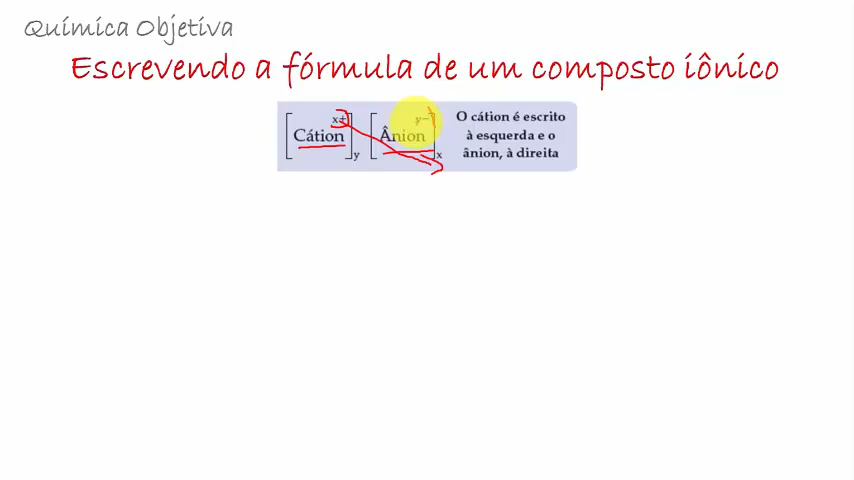 Química Objetiva
Escrevendo a fórmula de um composto iônico
[Cátion x+]y [Ânion y-]x
O cátion é escrito
à esquerda e o
ânion, à direita